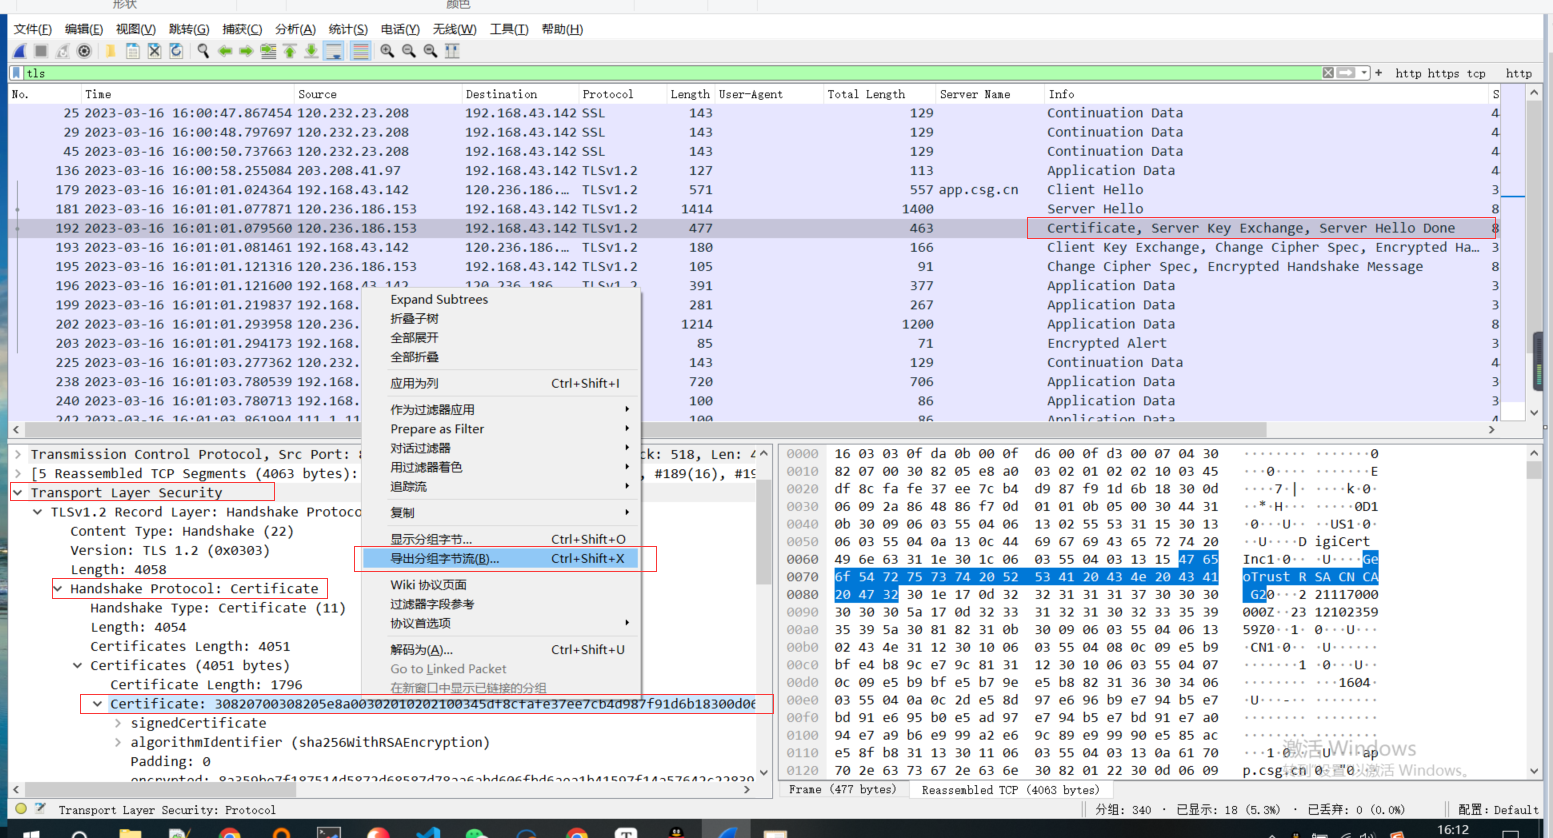 形状 颜色
文件(F) 编辑(E) 视图(V) 跳转(G) 捕获(C) 分析(A) 统计(S) 电话(Y) 无线(W) 工具(T) 帮助(H)
tls + http https tcp http
No. Time Source Destination Protocol Length User-Agent Total Length Server Name Info S
25 2023-03-16 16:00:47.867454 120.232.23.208 192.168.43.142 SSL 143 129 Continuation Data 4
29 2023-03-16 16:00:48.797697 120.232.23.208 192.168.43.142 SSL 143 129 Continuation Data 4
45 2023-03-16 16:00:50.737663 120.232.23.208 192.168.43.142 SSL 143 129 Continuation Data 4
136 2023-03-16 16:00:58.255084 203.208.41.97 192.168.43.142 TLSv1.2 127 113 Application Data 4
179 2023-03-16 16:01:01.024364 192.168.43.142 120.236.186.… TLSv1.2 571 557 app.csg.cn Client Hello 3
181 2023-03-16 16:01:01.077871 120.236.186.153 192.168.43.142 TLSv1.2 1414 1400 Server Hello 8
192 2023-03-16 16:01:01.079560 120.236.186.153 192.168.43.142 TLSv1.2 477 463 Certificate, Server Key Exchange, Server Hello Done 8
193 2023-03-16 16:01:01.081461 192.168.43.142 120.236.186.… TLSv1.2 180 166 Client Key Exchange, Change Cipher Spec, Encrypted Ha… 3
195 2023-03-16 16:01:01.121316 120.236.186.153 192.168.43.142 TLSv1.2 105 91 Change Cipher Spec, Encrypted Handshake Message 8
196 2023-03-16 16:01:01.121600 192.168.43.142 120.236.186 TLSv1.2 391 377 Application Data 3
199 2023-03-16 16:01:01.219837 192.168. 281 267 Application Data 3
202 2023-03-16 16:01:01.293958 120.236. 1214 1200 Application Data 8
203 2023-03-16 16:01:01.294173 192.168. 85 71 Encrypted Alert 3
225 2023-03-16 16:01:03.277362 120.232. 143 129 Continuation Data 4
238 2023-03-16 16:01:03.780539 192.168. 720 706 Application Data 3
240 2023-03-16 16:01:03.780713 192.168. 100 86 Application Data 3
242 2023-03-16 16:01:03.861994 111.1.11 100 86 Application Data 4
Expand Subtrees
折叠子树
全部展开
全部折叠
应用为列 Ctrl+Shift+I
作为过滤器应用
Prepare as Filter
对话过滤器
用过滤器着色
追踪流
复制
显示分组字节... Ctrl+Shift+O
导出分组字节流(B)... Ctrl+Shift+X
Wiki 协议页面
过滤器字段参考
协议首选项
解码为(A)... Ctrl+Shift+U
Go to Linked Packet
在新窗口中显示已链接的分组
Transmission Control Protocol, Src Port: 8 ck: 518, Len: 4
[5 Reassembled TCP Segments (4063 bytes): , #189(16), #19
Transport Layer Security
TLSv1.2 Record Layer: Handshake Protoco
Content Type: Handshake (22)
Version: TLS 1.2 (0x0303)
Length: 4058
Handshake Protocol: Certificate
Handshake Type: Certificate (11)
Length: 4054
Certificates Length: 4051
Certificates (4051 bytes)
Certificate Length: 1796
Certificate: 30820700308205e8a00302010202100345df8cfafe37ee7cb4d987f91d6b18300d06
signedCertificate
algorithmIdentifier (sha256WithRSAEncryption)
Padding: 0
0000 16 03 03 0f da 0b 00 0f d6 00 0f d3 00 07 04 30 ········ ·······0
0010 82 07 00 30 82 05 e8 a0 03 02 01 02 02 10 03 45 ···0···· ·······E
0020 df 8c fa fe 37 ee 7c b4 d9 87 f9 1d 6b 18 30 0d ····7·|· ····k·0·
0030 06 09 2a 86 48 86 f7 0d 01 01 0b 05 00 30 44 31 ··*·H··· ·····0D1
0040 0b 30 09 06 03 55 04 06 13 02 55 53 31 15 30 13 ·0···U·· ··US1·0·
0050 06 03 55 04 0a 13 0c 44 69 67 69 43 65 72 74 20 ··U····D igiCert
0060 49 6e 63 31 1e 30 1c 06 03 55 04 03 13 15 47 65 Inc1·0·· ·U····Ge
0070 6f 54 72 75 73 74 20 52 53 41 20 43 4e 20 43 41 oTrust R SA CN CA
0080 20 47 32 30 1e 17 0d 32 32 31 31 31 37 30 30 30 G20···2 21117000
0090 30 30 30 5a 17 0d 32 33 31 32 31 30 32 33 35 39 000Z··23 12102359
00a0 35 39 5a 30 81 82 31 0b 30 09 06 03 55 04 06 13 59Z0··1· 0···U···
00b0 02 43 4e 31 12 30 10 06 03 55 04 08 0c 09 e5 b9 ·CN1·0·· ·U······
00c0 bf e4 b8 9c e7 9c 81 31 12 30 10 06 03 55 04 07 ·······1 ·0···U··
00d0 0c 09 e5 b9 bf e5 b7 9e e5 b8 82 31 36 30 34 06 ········ ···1604·
00e0 03 55 04 0a 0c 2d e5 8d 97 e6 96 b9 e7 94 b5 e7 ·U···-·· ········
00f0 bd 91 e6 95 b0 e5 ad 97 e7 94 b5 e7 bd 91 e7 a0 ········ ········
0100 94 e7 a9 b6 e9 99 a2 e6 9c 89 e9 99 90 e5 85 ac ········ ········
0110 e5 8f b8 31 13 30 11 06 03 55 04 03 13 0a 61 70 ···1·0·· ·U····ap
0120 70 2e 63 73 67 2e 63 6e 30 82 01 22 30 0d 06 09 p.csg.cn 0··"0···
激活 Windows
转到"设置"以激活 Windows。
Frame (477 bytes) Reassembled TCP (4063 bytes)
Transport Layer Security: Protocol 分组: 340 · 已显示: 18 (5.3%) · 已丢弃: 0 (0.0%) 配置: Default
16:12